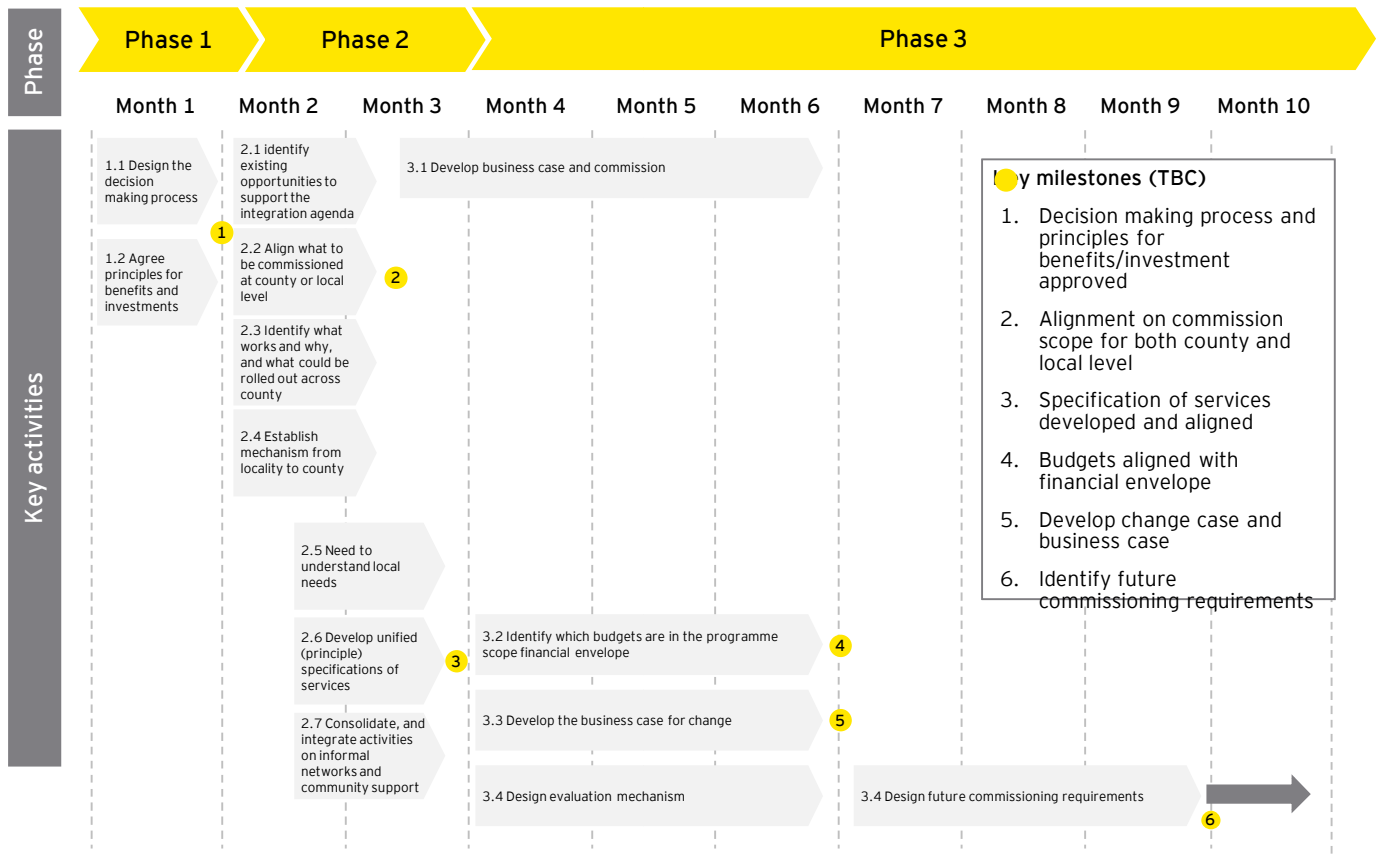 Phase
Phase 1
Phase 2
Phase 3
Month 1
Month 2
Month 3
Month 4
Month 5
Month 6
Month 7
Month 8
Month 9
Month 10
Key activities
1.1 Design the
decision
making process
1.2 Agree
principles for
benefits and
investments
1
2.1 identify
existing
opportunities to
support the
integration agenda
2.2 Align what to
be commissioned
at county or local
level
2
2.3 Identify what
works and why,
and what could be
rolled out across
county
2.4 Establish
mechanism from
locality to county
2.5 Need to
understand local
needs
2.6 Develop unified
(principle)
specifications of
services
3
2.7 Consolidate, and
integrate activities
on informal
networks and
community support
3.1 Develop business case and commission
3.2 Identify which budgets are in the programme
scope financial envelope
4
3.3 Develop the business case for change
5
3.4 Design evaluation mechanism
3.4 Design future commissioning requirements
6
y milestones (TBC)
1. Decision making process and
principles for
benefits/investment
approved
2. Alignment on commission
scope for both county and
local level
3. Specification of services
developed and aligned
4. Budgets aligned with
financial envelope
5. Develop change case and
business case
6. Identify future
commissioning requirements